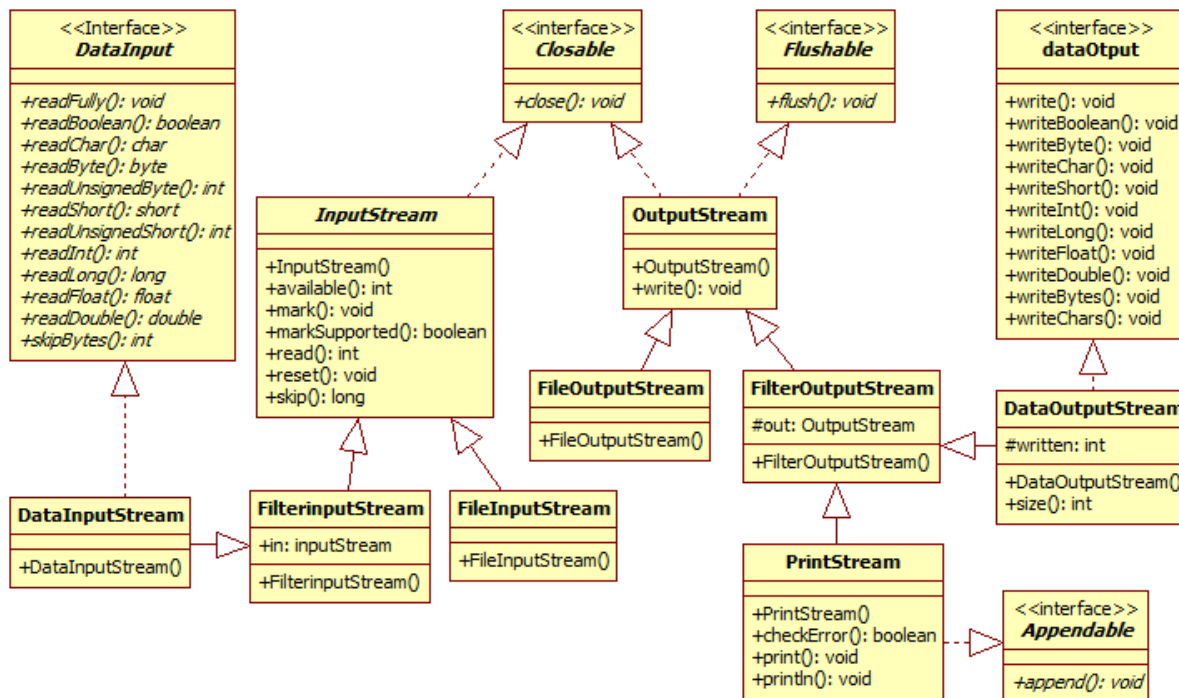 <<Interface>>
DataInput
+readFully(): void
+readBoolean(): boolean
+readChar(): char
+readByte(): byte
+readUnsignedByte(): int
+readShort(): short
+readUnsignedShort(): int
+readInt(): int
+readLong(): long
+readFloat(): float
+readDouble(): double
+skipBytes(): int
<<interface>>
Closable
+close(): void
<<interface>>
Flushable
+flush(): void
<<interface>>
dataOtput
+write(): void
+writeBoolean(): void
+writeByte(): void
+writeChar(): void
+writeShort(): void
+writeInt(): void
+writeLong(): void
+writeFloat(): void
+writeDouble(): void
+writeBytes(): void
+writeChars(): void
InputStream
+InputStream()
+available(): int
+mark(): void
+markSupported(): boolean
+read(): int
+reset(): void
+skip(): long
OutputStream
+OutputStream()
+write(): void
FileOutputStream
+FileOutputStream()
FilterOutputStream
#out: OutputStream
+FilterOutputStream()
DataOutputStream
#written: int
+DataOutputStream()
+size(): int
DataInputStream
+DataInputStream()
FilterinputStream
+in: inputStream
+FilterinputStream()
FileInputStream
+FileInputStream()
PrintStream
+PrintStream()
+checkError(): boolean
+print(): void
+println(): void
<<interface>>
Appendable
+append(): void